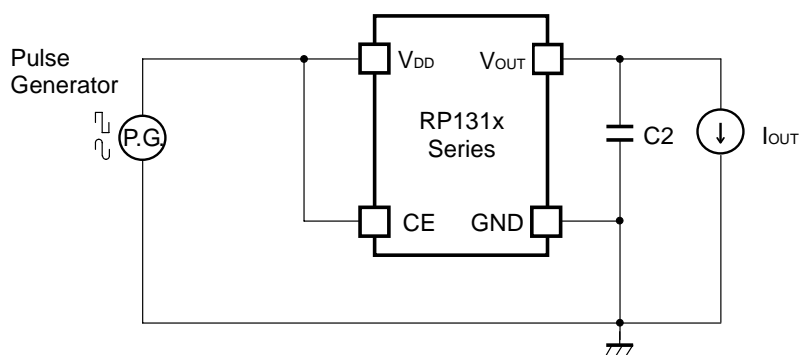 Pulse
Generator
P.G.
VDD
VOUT
RP131x
Series
CE
GND
C2
IOUT